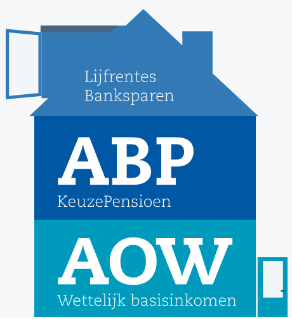 Lijfrentes
Banksparen
ABP
KeuzePensioen
AOW
Wettelijk basisinkomen